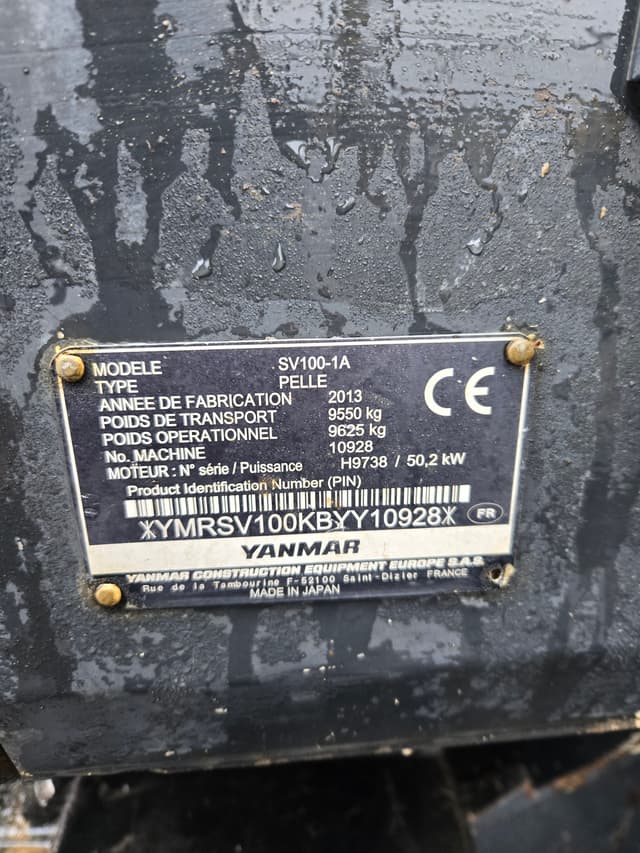 MODELE SV100-1A
TYPE PELLE
ANNEE DE FABRICATION 2013
POIDS DE TRANSPORT 9550 kg
POIDS OPERATIONNEL 9625 kg
No. MACHINE 10928
MOTEUR : N° série / Puissance H9738 / 50,2 kW
Product Identification Number (PIN)
*YMRSV100KBYY10928*
FR
CE
YANMAR
YANMAR CONSTRUCTION EQUIPMENT EUROPE S.A.S.
Rue de la Tambourine F-52100 Saint-Dizier FRANCE
MADE IN JAPAN